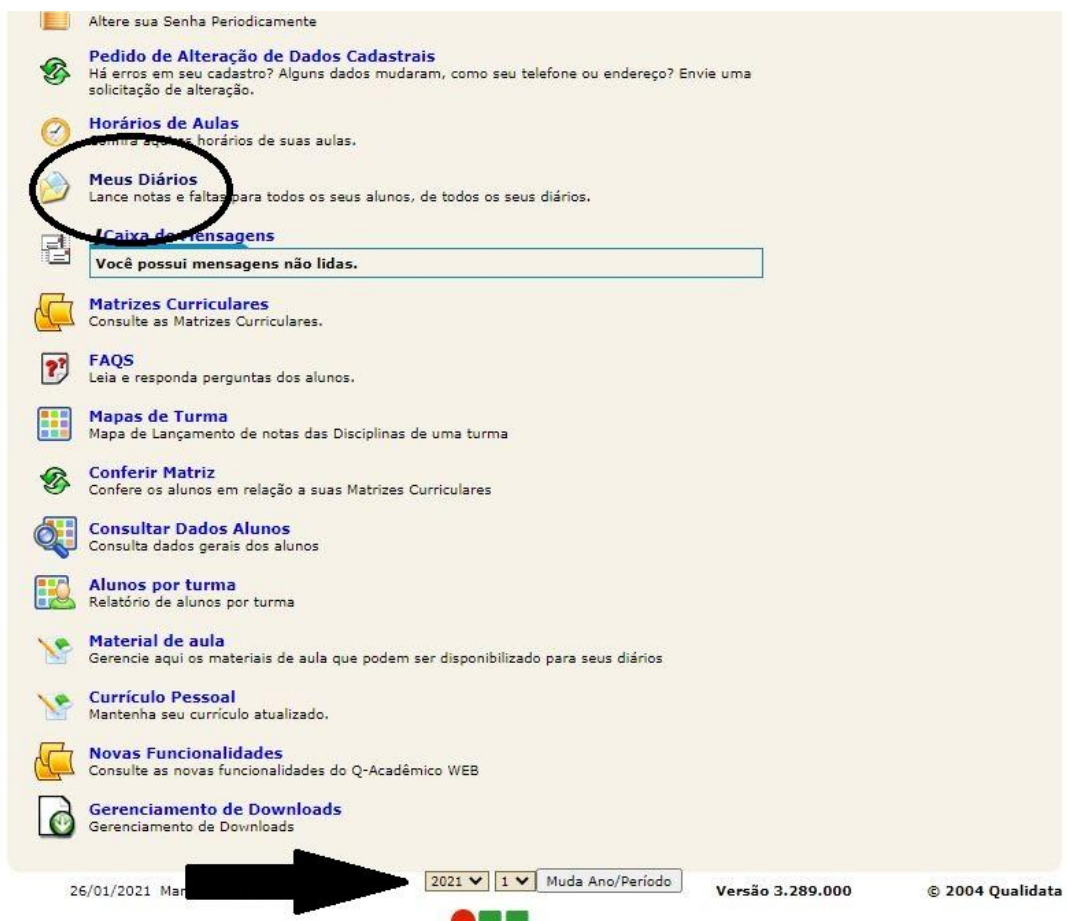 Altere sua Senha Periodicamente
Pedido de Alteração de Dados Cadastrais
Há erros em seu cadastro? Alguns dados mudaram, como seu telefone ou endereço? Envie uma
solicitação de alteração.
Horários de Aulas
horários de suas aulas.
Meus Diários
Lance notas e faltas para todos os seus alunos, de todos os seus diários.
Caixa de Mensagens
Você possui mensagens não lidas.
Matrizes Curriculares
Consulte as Matrizes Curriculares.
FAQS
Leia e responda perguntas dos alunos.
Mapas de Turma
Mapa de Lançamento de notas das Disciplinas de uma turma
Conferir Matriz
Confere os alunos em relação a suas Matrizes Curriculares
Consultar Dados Alunos
Consulta dados gerais dos alunos
Alunos por turma
Relatório de alunos por turma
Material de aula
Gerencie aqui os materiais de aula que podem ser disponibilizado para seus diários
Currículo Pessoal
Mantenha seu currículo atualizado.
Novas Funcionalidades
Consulte as novas funcionalidades do Q-Acadêmico WEB
Gerenciamento de Downloads
Gerenciamento de Downloads
26/01/2021 2021 1 Muda Ano/Período Versão 3.289.000 © 2004 Qualidata